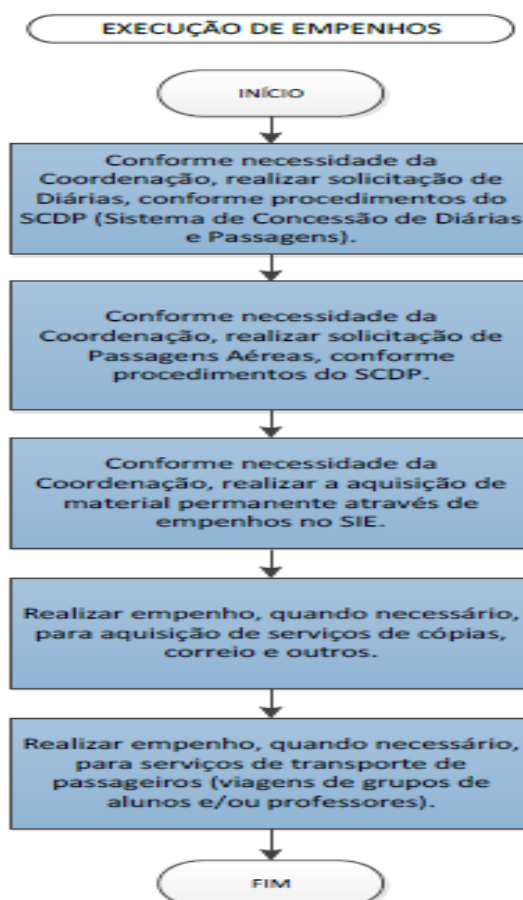 EXECUÇÃO DE EMPENHOS
INÍCIO
Conforme necessidade da
Coordenação, realizar solicitação de
Diárias, conforme procedimentos do
SCDP (Sistema de Concessão de Diárias
e Passagens).
Conforme necessidade da
Coordenação, realizar solicitação de
Passagens Aéreas, conforme
procedimentos do SCDP.
Conforme necessidade da
Coordenação, realizar a aquisição de
material permanente através de
empenhos no SIE.
Realizar empenho, quando necessário,
para aquisição de serviços de cópias,
correio e outros.
Realizar empenho, quando necessário,
para serviços de transporte de
passageiros (viagens de grupos de
alunos e/ou professores).
FIM